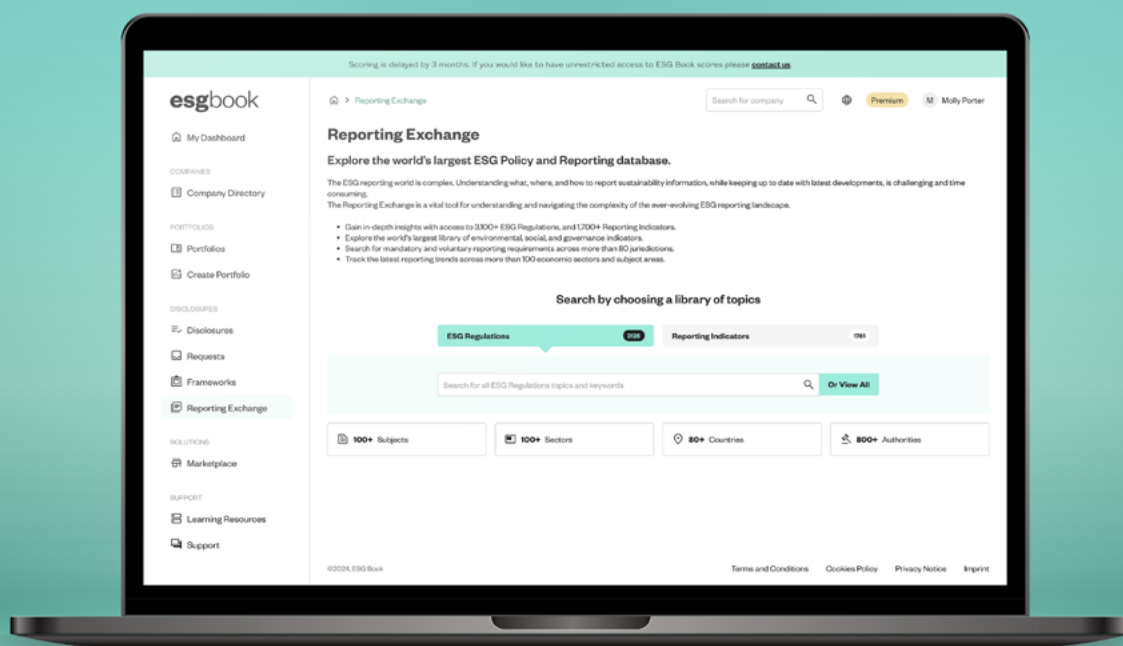 Scoring is delayed by 3 months. If you would like to have unrestricted access to ESG Book scores please contact us.
esgbook
My Dashboard
COMPANIES
Company Directory
PORTFOLIOS
Portfolios
Create Portfolio
DISCLOSURES
Disclosures
Requests
Frameworks
Reporting Exchange
SOLUTIONS
Marketplace
SUPPORT
Learning Resources
Support
> Reporting Exchange
Search for company
Premium
M Molly Porter
Reporting Exchange
Explore the world's largest ESG Policy and Reporting database.
The ESG reporting world is complex. Understanding what, where, and how to report sustainability information, while keeping up to date with latest developments, is challenging and time
consuming.
The Reporting Exchange is a vital tool for understanding and navigating the complexity of the ever-evolving ESG reporting landscape.
• Gain in-depth insights with access to 3,100+ ESG Regulations, and 1,700+ Reporting Indicators.
• Explore the world's largest library of environmental, social, and governance indicators.
• Search for mandatory and voluntary reporting requirements across more than 80 jurisdictions.
• Track the latest reporting trends across more than 100 economic sectors and subject areas.
Search by choosing a library of topics
ESG Regulations
Reporting Indicators
Search for all ESG Regulations topics and keywords
Or View All
100+ Subjects
100+ Sectors
80+ Countries
800+ Authorities
©2024, ESG Book
Terms and Conditions
Cookies Policy
Privacy Notice
Imprint